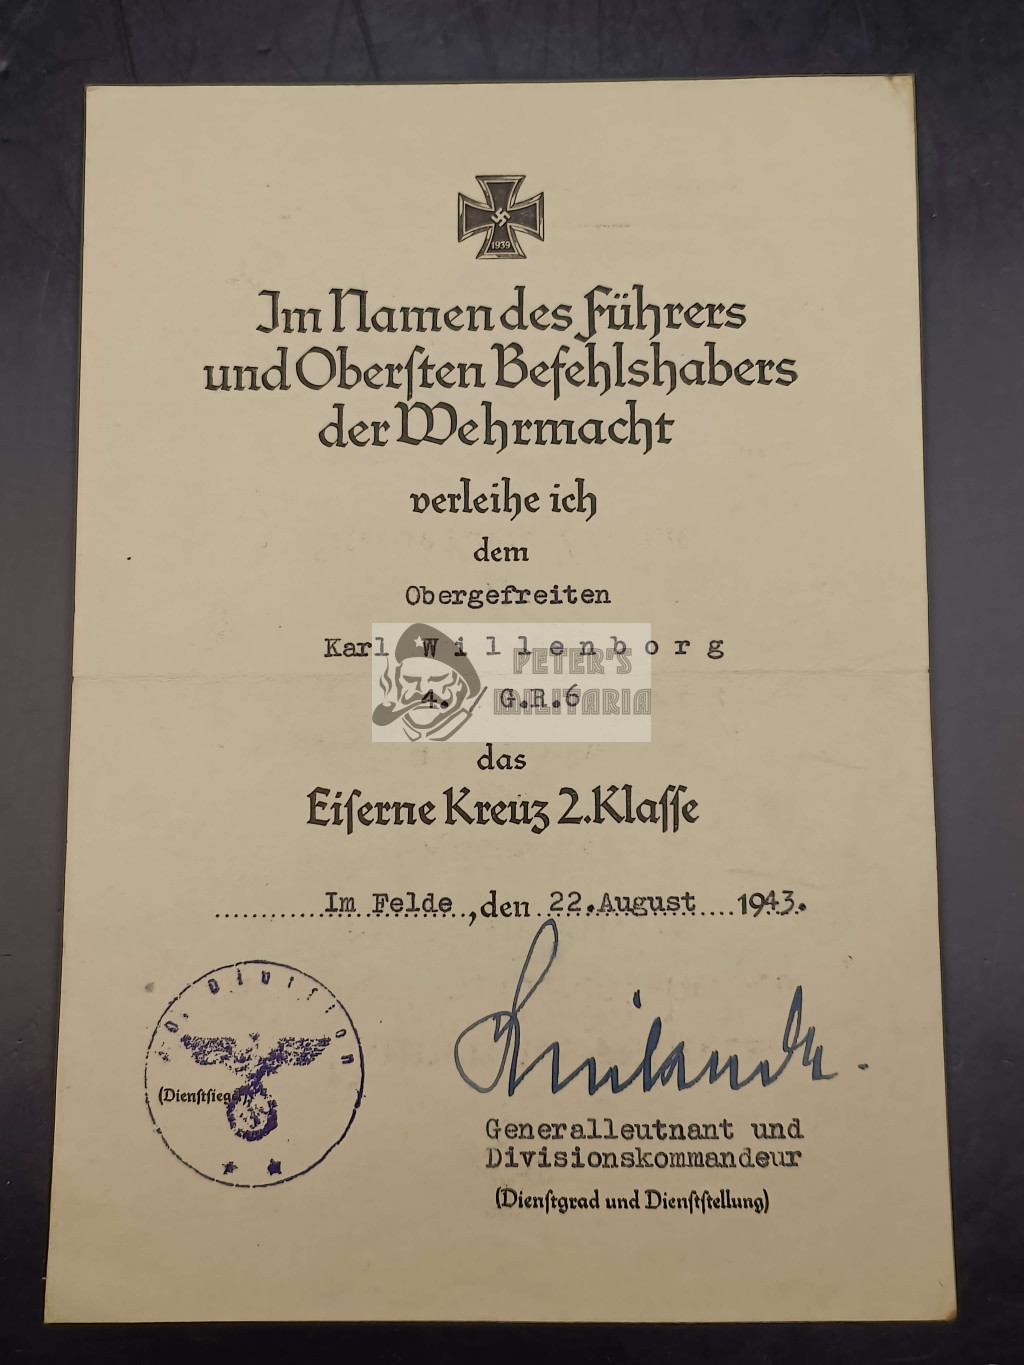 1939
Im Namen des Führers
und Oberſten Befehlshabers
der Wehrmacht
verleihe ich
dem
Obergefreiten
Karl W i l l e n b o r g
PETER'S
MILITARIA
4. / G.R.6
das
Eiſerne Kreuz 2.Klaſſe
Im Felde, den 22.August 1943.
Division
(Dienſtſiegel)
Generalleutnant und
Divisionskommandeur
(Dienſtgrad und Dienſtſtellung)